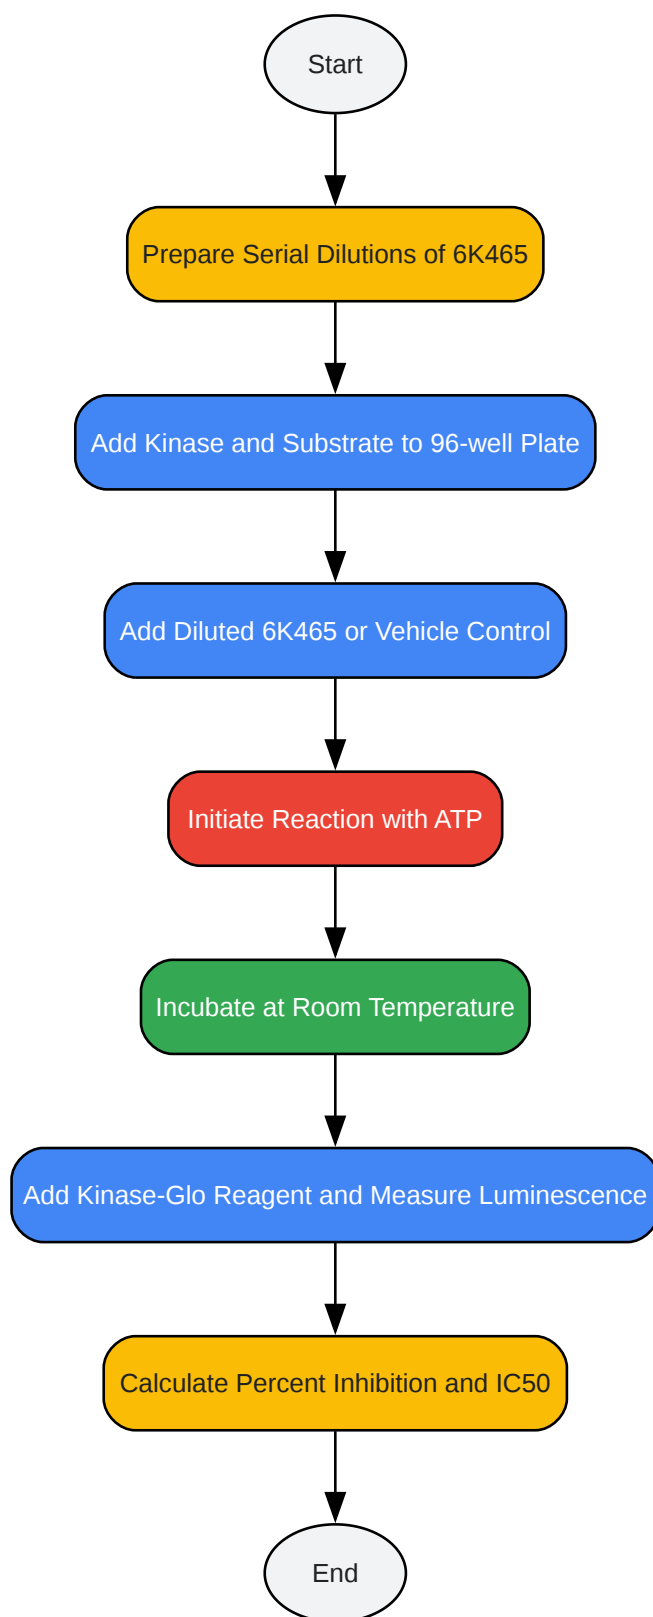 Start
Prepare Serial Dilutions of 6K465
Add Kinase and Substrate to 96-well Plate
Add Diluted 6K465 or Vehicle Control
Initiate Reaction with ATP
Incubate at Room Temperature
Add Kinase-Glo Reagent and Measure Luminescence
Calculate Percent Inhibition and IC50
End